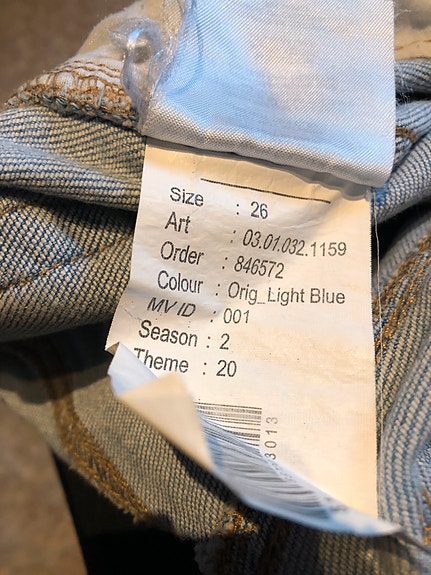 Size : 26
Art : 03.01.032.1159
Order : 846572
Colour : Orig_Light Blue
MV ID : 001
Season : 2
Theme : 20
3013